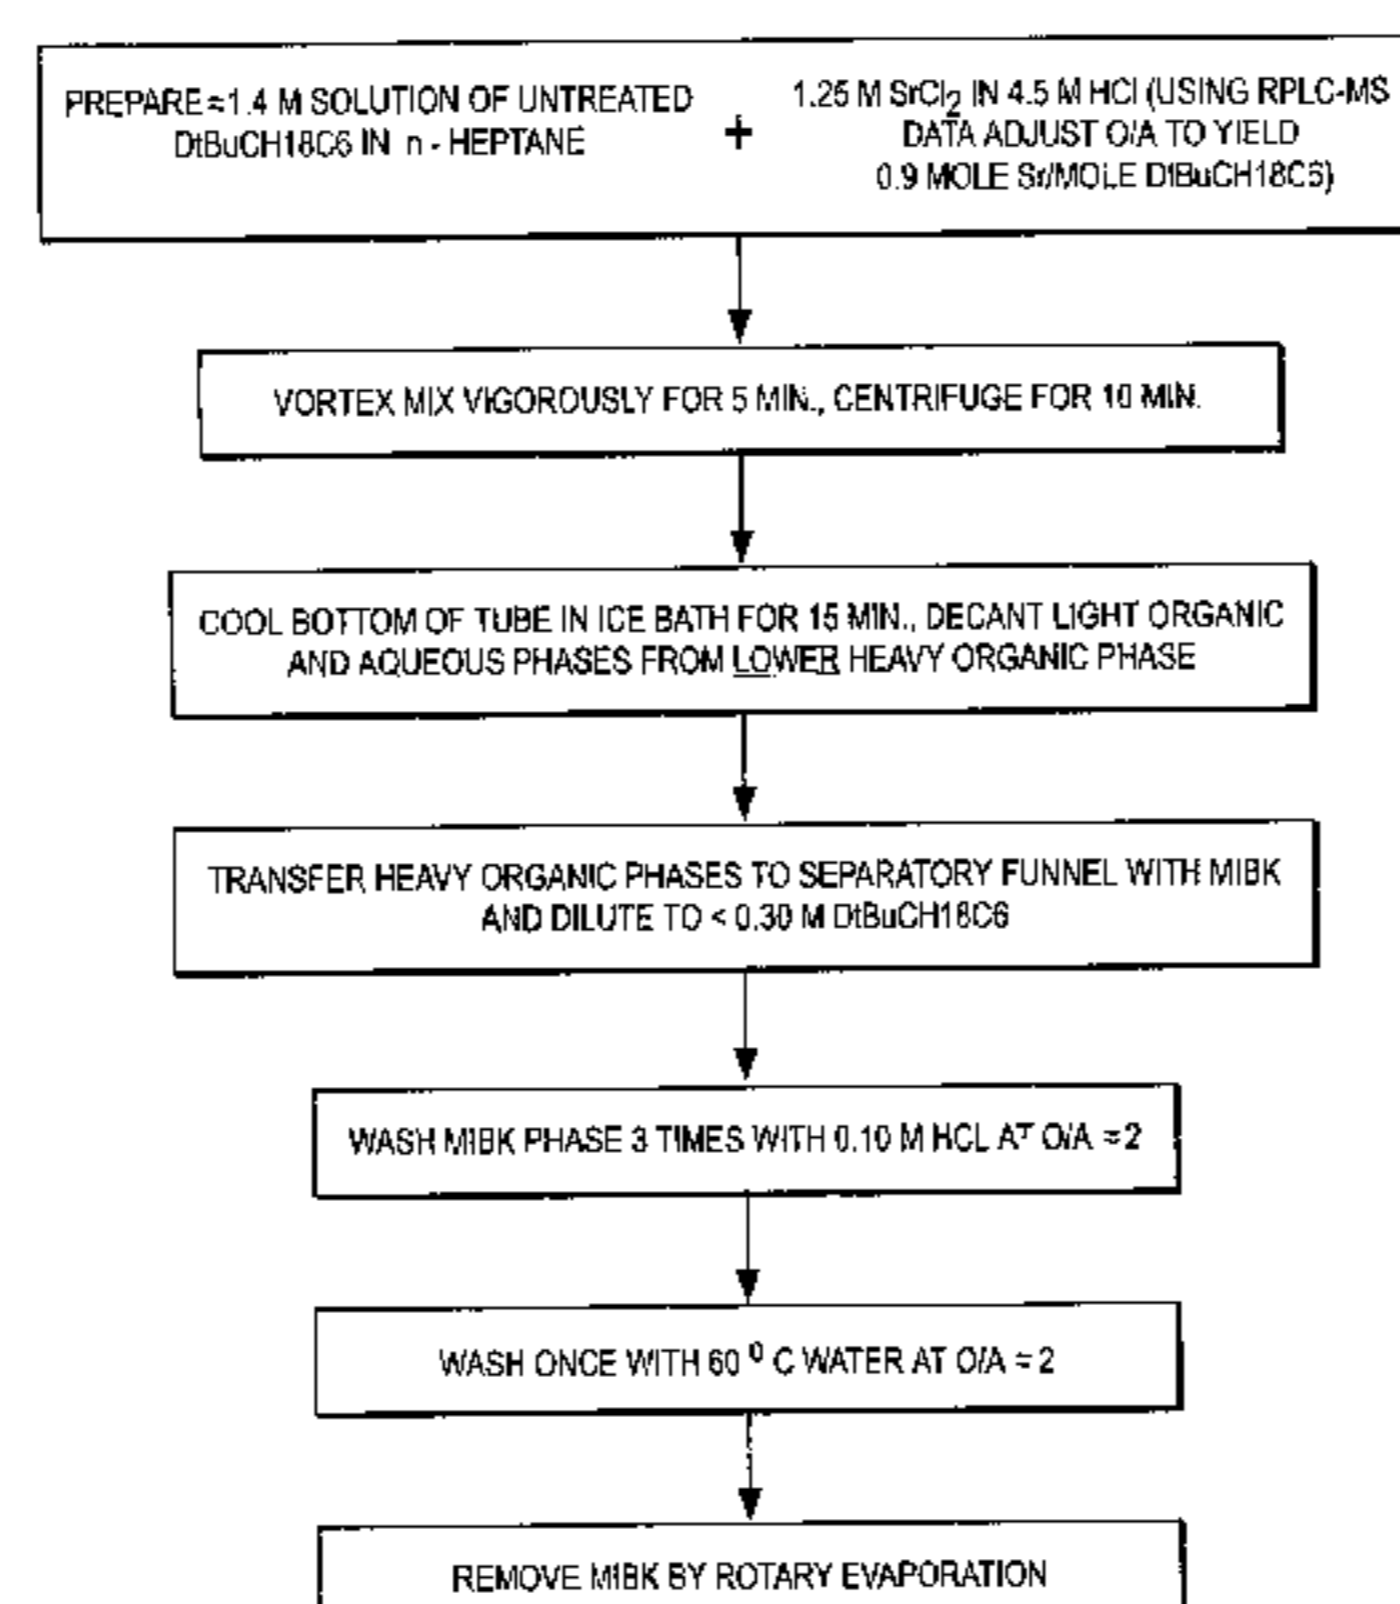 PREPARE ≈ 1.4 M SOLUTION OF UNTREATED
DtBuCH18C6 IN n - HEPTANE
+
1.25 M SrCl2 IN 4.5 M HCl (USING RPLC-MS
DATA ADJUST O/A TO YIELD
0.9 MOLE Sr/MOLE DtBuCH18C6)
VORTEX MIX VIGOROUSLY FOR 5 MIN., CENTRIFUGE FOR 10 MIN.
COOL BOTTOM OF TUBE IN ICE BATH FOR 15 MIN., DECANT LIGHT ORGANIC
AND AQUEOUS PHASES FROM LOWER HEAVY ORGANIC PHASE
TRANSFER HEAVY ORGANIC PHASES TO SEPARATORY FUNNEL WITH MIBK
AND DILUTE TO < 0.30 M DtBuCH18C6
WASH MIBK PHASE 3 TIMES WITH 0.10 M HCL AT O/A ≈ 2
WASH ONCE WITH 60 ⁰ C WATER AT O/A ≈ 2
REMOVE MIBK BY ROTARY EVAPORATION